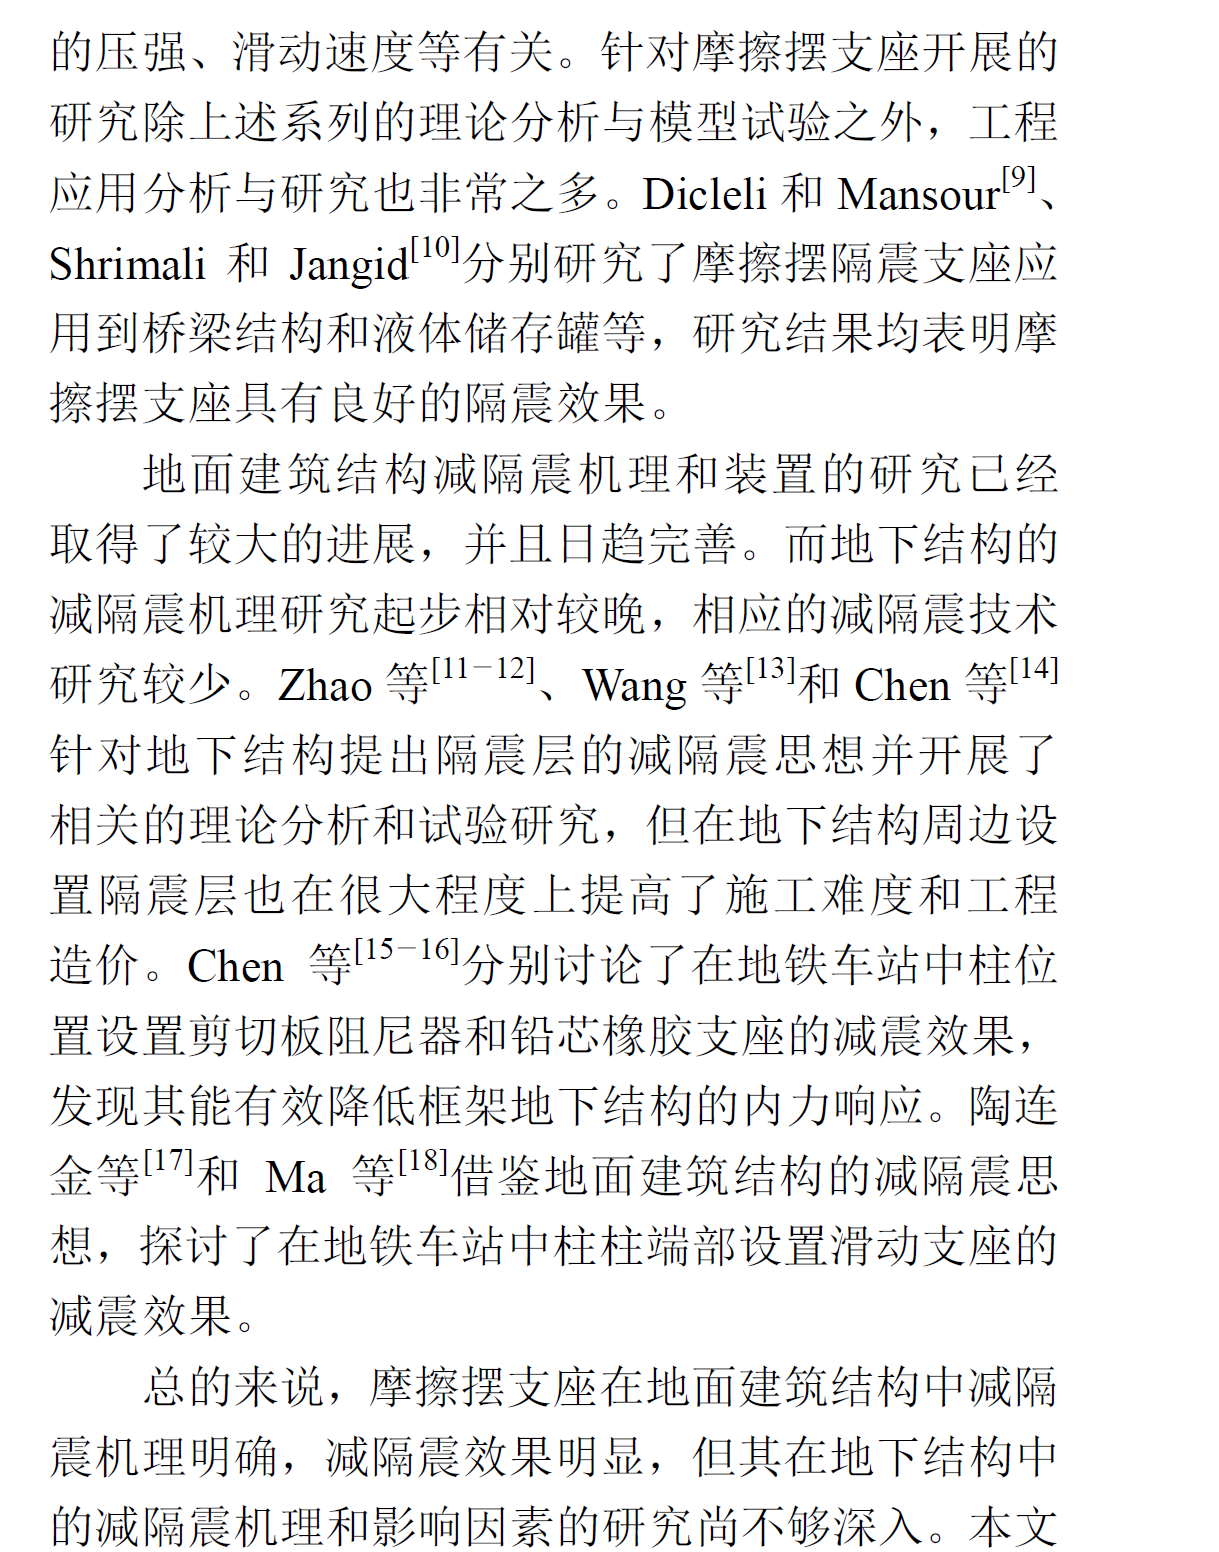 的压强、滑动速度等有关。针对摩擦摆支座开展的
研究除上述系列的理论分析与模型试验之外，工程
应用分析与研究也非常之多。Dicleli 和 Mansour[9]、
Shrimali 和 Jangid[10]分别研究了摩擦摆隔震支座应
用到桥梁结构和液体储存罐等，研究结果均表明摩
擦摆支座具有良好的隔震效果。
地面建筑结构减隔震机理和装置的研究已经
取得了较大的进展，并且日趋完善。而地下结构的
减隔震机理研究起步相对较晚，相应的减隔震技术
研究较少。Zhao 等[11−12]、Wang 等[13]和 Chen 等[14]
针对地下结构提出隔震层的减隔震思想并开展了
相关的理论分析和试验研究，但在地下结构周边设
置隔震层也在很大程度上提高了施工难度和工程
造价。Chen 等[15−16]分别讨论了在地铁车站中柱位
置设置剪切板阻尼器和铅芯橡胶支座的减震效果，
发现其能有效降低框架地下结构的内力响应。陶连
金等[17]和 Ma 等[18]借鉴地面建筑结构的减隔震思
想，探讨了在地铁车站中柱柱端部设置滑动支座的
减震效果。
总的来说，摩擦摆支座在地面建筑结构中减隔
震机理明确，减隔震效果明显，但其在地下结构中
的减隔震机理和影响因素的研究尚不够深入。本文